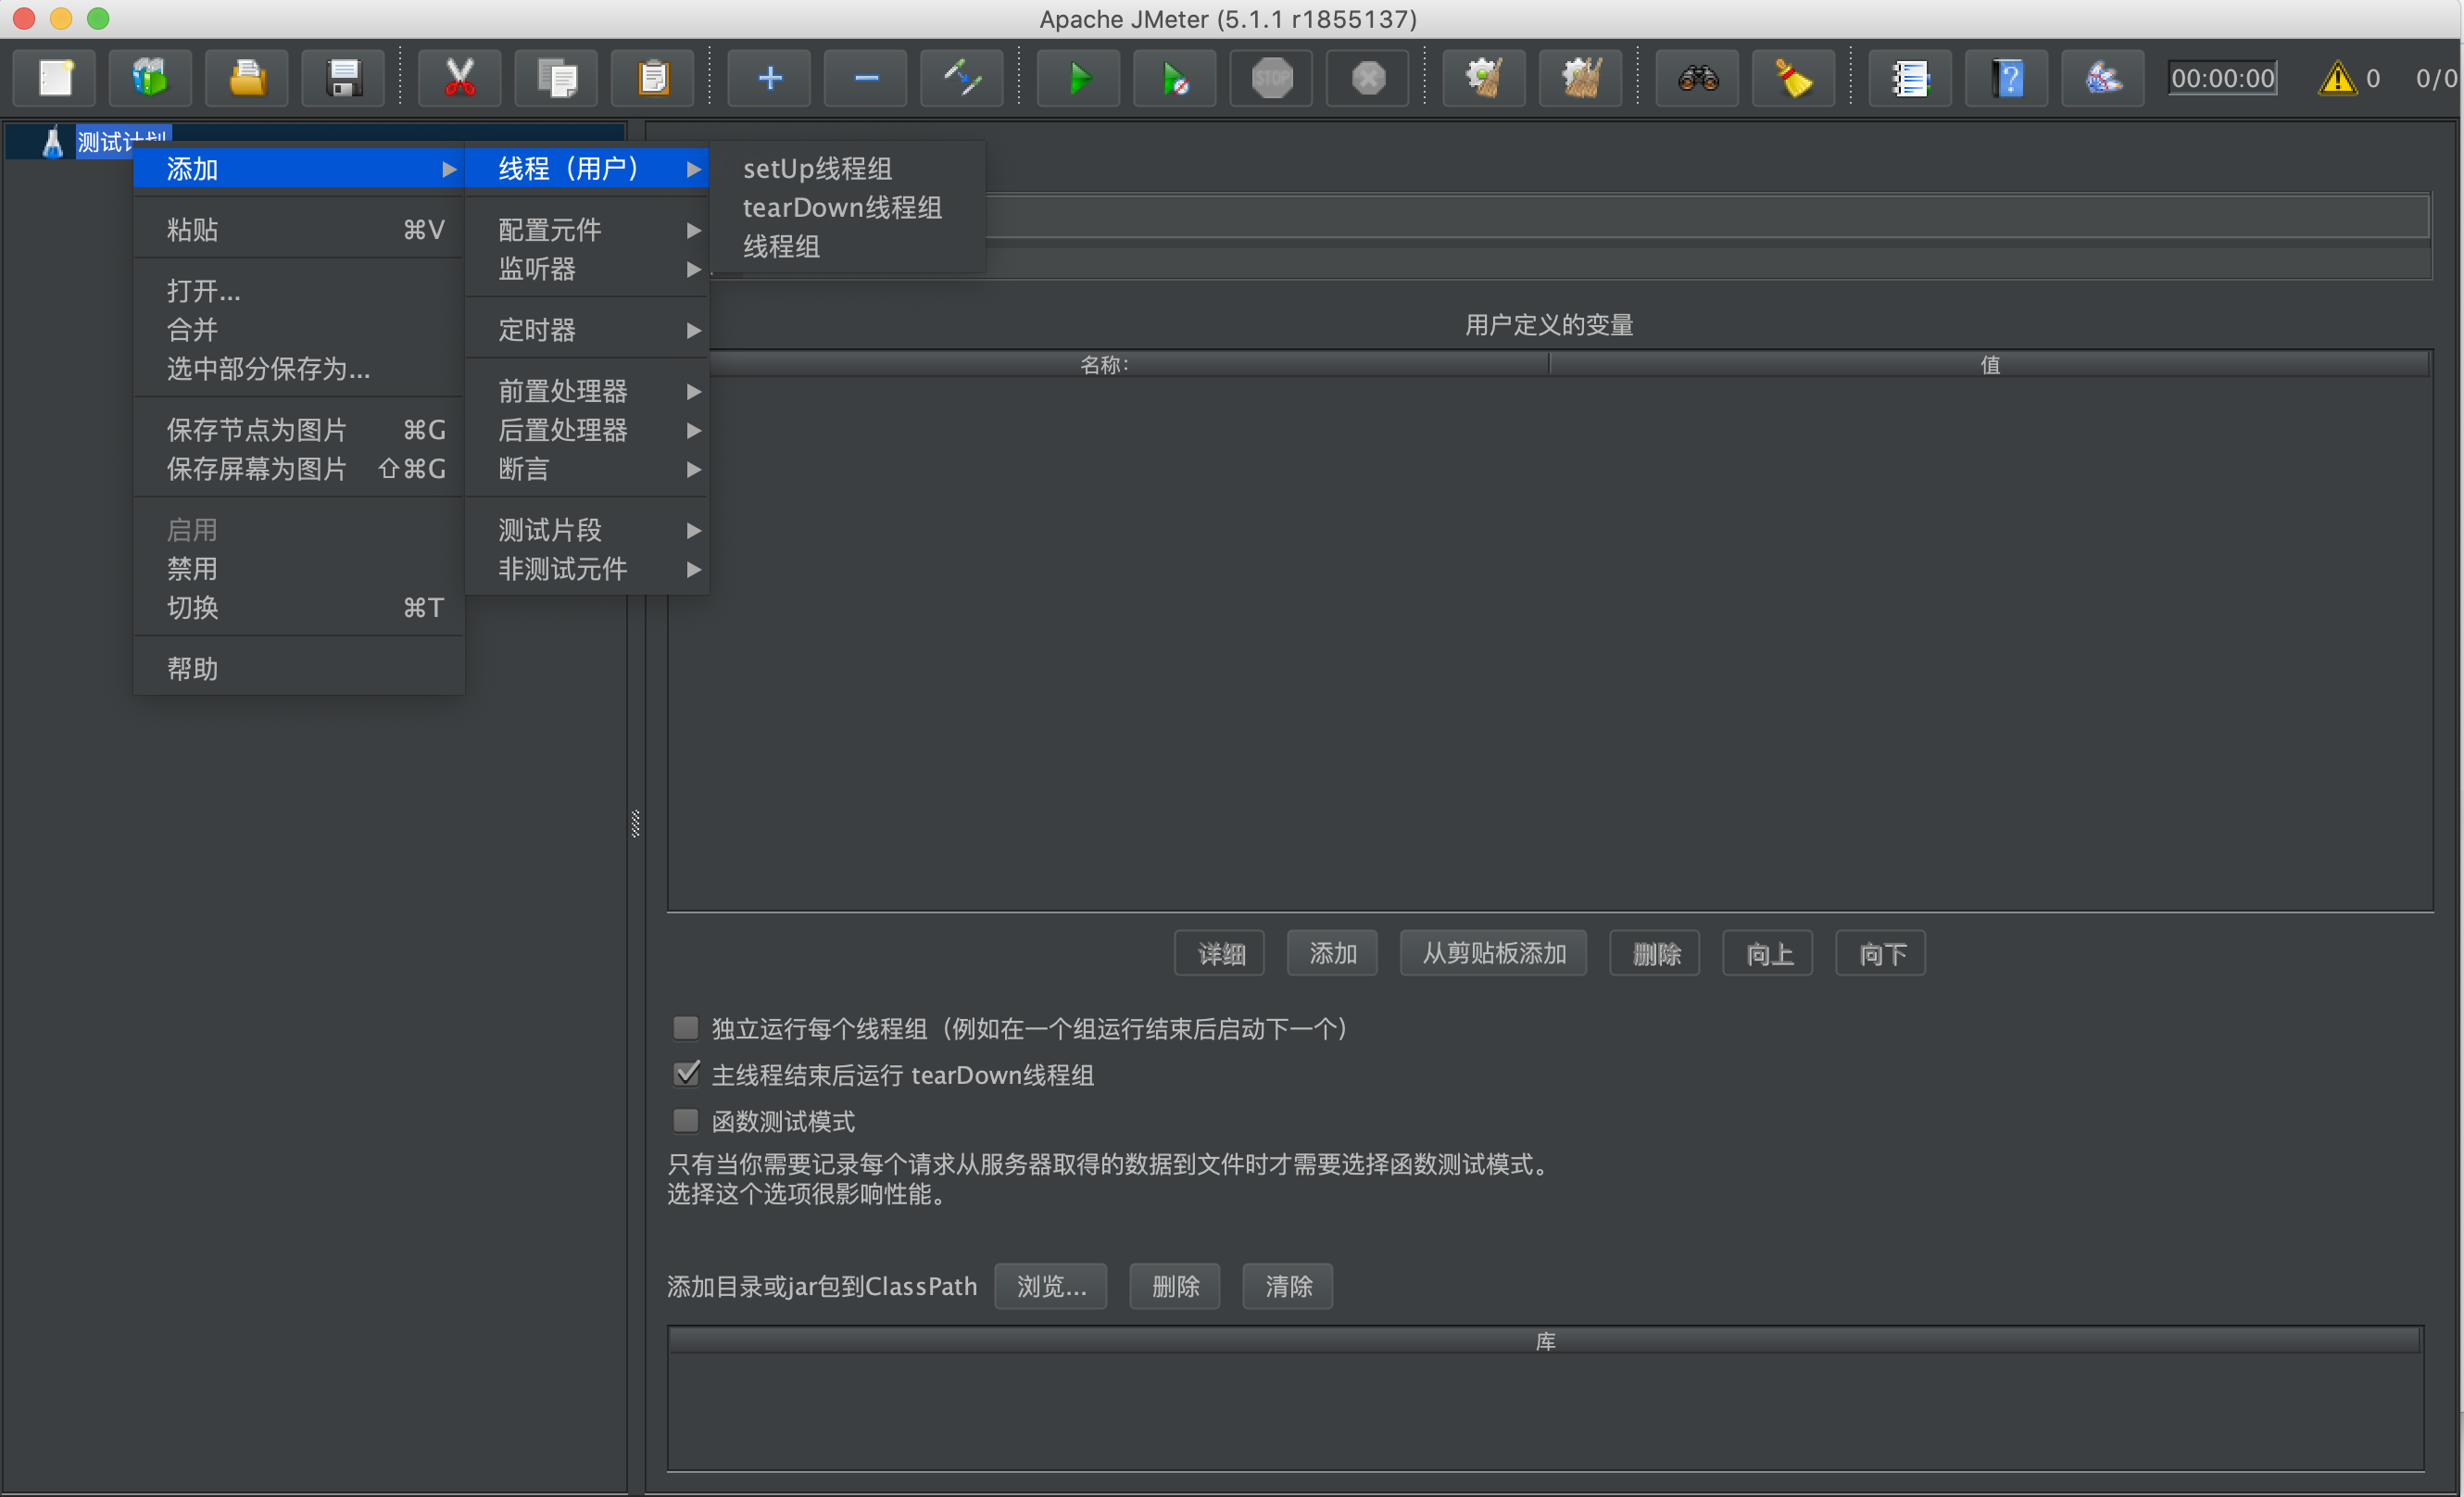 Apache JMeter (5.1.1 r1855137)
STOP
00:00:00
0
0/0
测试计划
添加
粘贴 ⌘V
打开...
合并
选中部分保存为...
保存节点为图片 ⌘G
保存屏幕为图片 ⇧⌘G
启用
禁用
切换 ⌘T
帮助
线程（用户）
配置元件
监听器
定时器
前置处理器
后置处理器
断言
测试片段
非测试元件
setUp线程组
tearDown线程组
线程组
用户定义的变量
名称: 值
详细 添加 从剪贴板添加 删除 向上 向下
独立运行每个线程组（例如在一个组运行结束后启动下一个）
主线程结束后运行 tearDown线程组
函数测试模式
只有当你需要记录每个请求从服务器取得的数据到文件时才需要选择函数测试模式。
选择这个选项很影响性能。
添加目录或jar包到ClassPath 浏览... 删除 清除
库